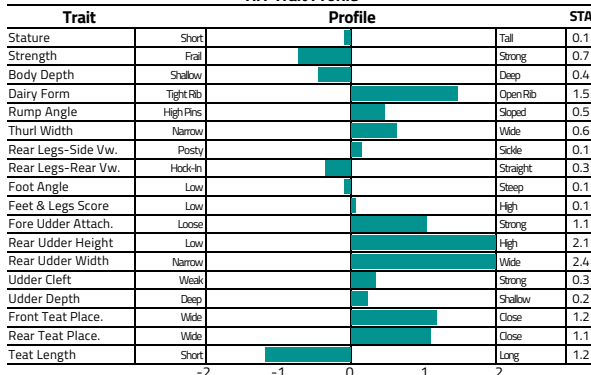 Trait Profile STA
Stature Short Tall 0.1
Strength Frail Strong 0.7
Body Depth Shallow Deep 0.4
Dairy Form Tight Rib Open Rib 1.5
Rump Angle High Pins Sloped 0.5
Thurl Width Narrow Wide 0.6
Rear Legs-Side Vw. Posty Sickle 0.1
Rear Legs-Rear Vw. Hock-In Straight 0.3
Foot Angle Low Steep 0.1
Feet & Legs Score Low High 0.1
Fore Udder Attach. Loose Strong 1.1
Rear Udder Height Low High 2.1
Rear Udder Width Narrow Wide 2.4
Udder Cleft Weak Strong 0.3
Udder Depth Deep Shallow 0.2
Front Teat Place. Wide Close 1.2
Rear Teat Place. Wide Close 1.1
Teat Length Short Long 1.2
-2 -1 0 1 2